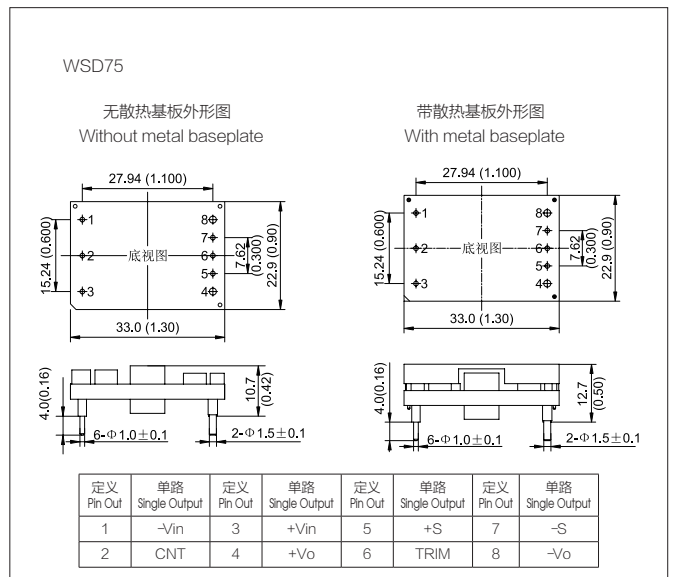 WSD75
无散热基板外形图
Without metal baseplate
27.94 (1.100)
15.24 (0.600)
1
2
3
底视图
8
7
6
5
4
7.62
(0.300)
22.9 (0.90)
33.0 (1.30)
4.0(0.16)
10.7
(0.42)
6-Φ1.0±0.1
2-Φ1.5±0.1
带散热基板外形图
With metal baseplate
27.94 (1.100)
15.24 (0.600)
1
2
3
底视图
8
7
6
5
4
7.62
(0.300)
22.9 (0.90)
33.0 (1.30)
4.0(0.16)
12.7
(0.50)
6-Φ1.0±0.1
2-Φ1.5±0.1
定义 单路 定义 单路 定义 单路 定义 单路
Pin Out Single Output Pin Out Single Output Pin Out Single Output Pin Out Single Output
1 -Vin 3 +Vin 5 +S 7 -S
2 CNT 4 +Vo 6 TRIM 8 -Vo